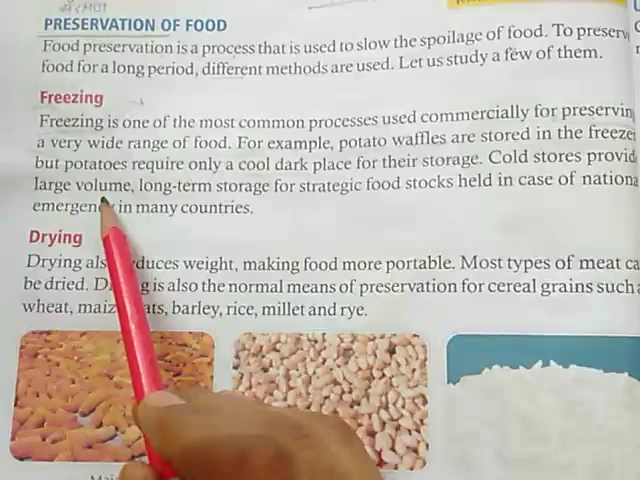 PRESERVATION OF FOOD
Food preservation is a process that is used to slow the spoilage of food. To preserv
food for a long period, different methods are used. Let us study a few of them.
Freezing
Freezing is one of the most common processes used commercially for preservin
a very wide range of food. For example, potato waffles are stored in the freeze
but potatoes require only a cool dark place for their storage. Cold stores provid
large volume, long-term storage for strategic food stocks held in case of nationa
emergen in many countries.
Drying
Drying als duces weight, making food more portable. Most types of meat ca
be dried. D g is also the normal means of preservation for cereal grains such a
wheat, maiz ats, barley, rice, millet and rye.